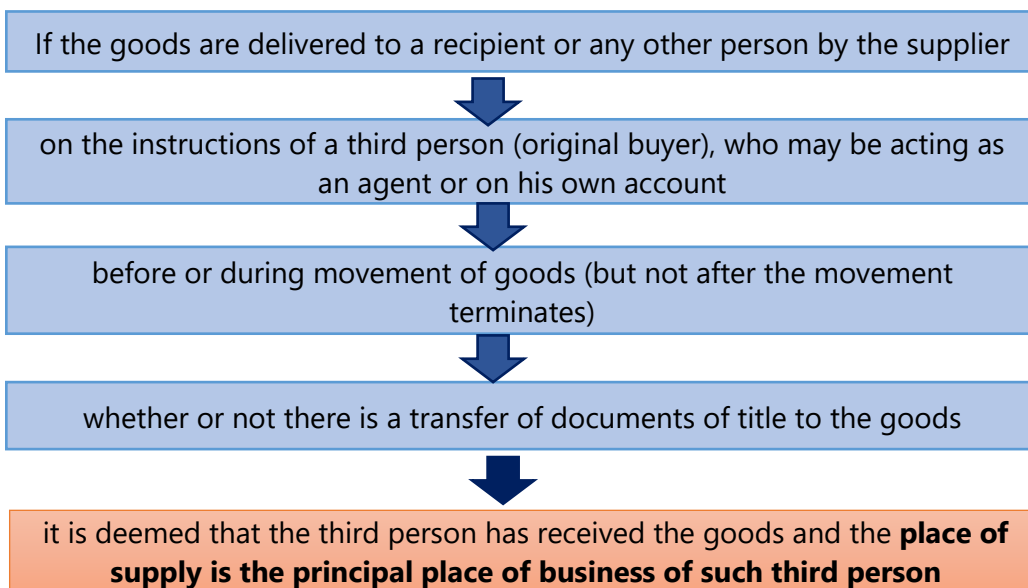 If the goods are delivered to a recipient or any other person by the supplier
on the instructions of a third person (original buyer), who may be acting as
an agent or on his own account
before or during movement of goods (but not after the movement
terminates)
whether or not there is a transfer of documents of title to the goods
it is deemed that the third person has received the goods and the place of
supply is the principal place of business of such third person